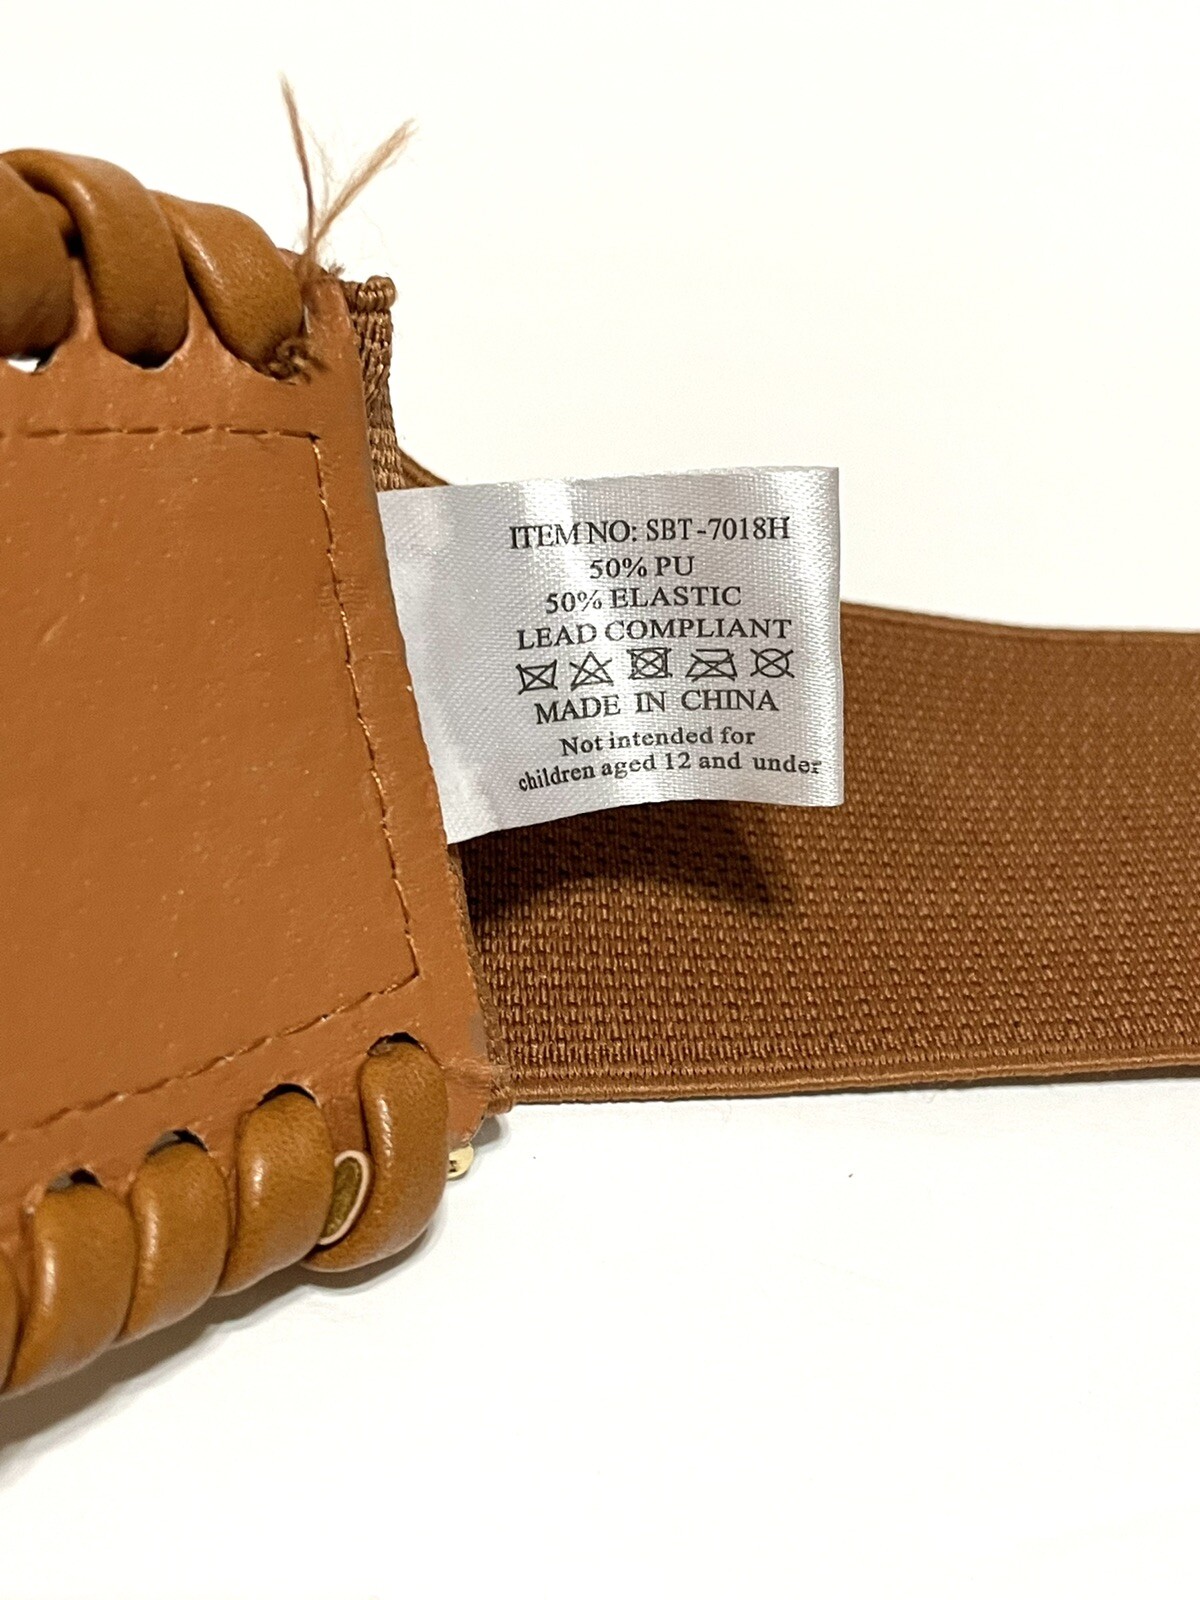 ITEM NO: SBT-7018H
50% PU
50% ELASTIC
LEAD COMPLIANT
MADE IN CHINA
Not intended for
children aged 12 and under